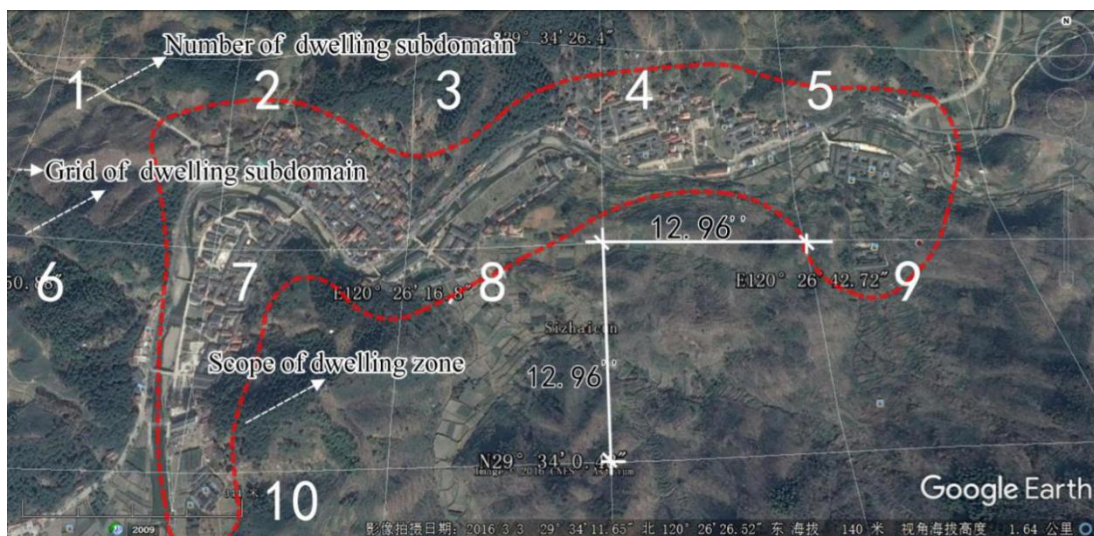 29° 34′26.4″
Number of dwelling subdomain
N
1 2 3 4 5
Grid of dwelling subdomain
12.96′′
50.88″
6 7 8 9
E120° 26′16.8″
E120° 26′42.72″
Sizhaicun
Scope of dwelling zone
12.96′′
N29° 34′0.4
10
Google Earth
2009
影像拍摄日期: 2016 3 3 29°34′11.65″ 北 120°26′26.52″ 东 海拔 140 米 视角海拔高度 1.64 公里